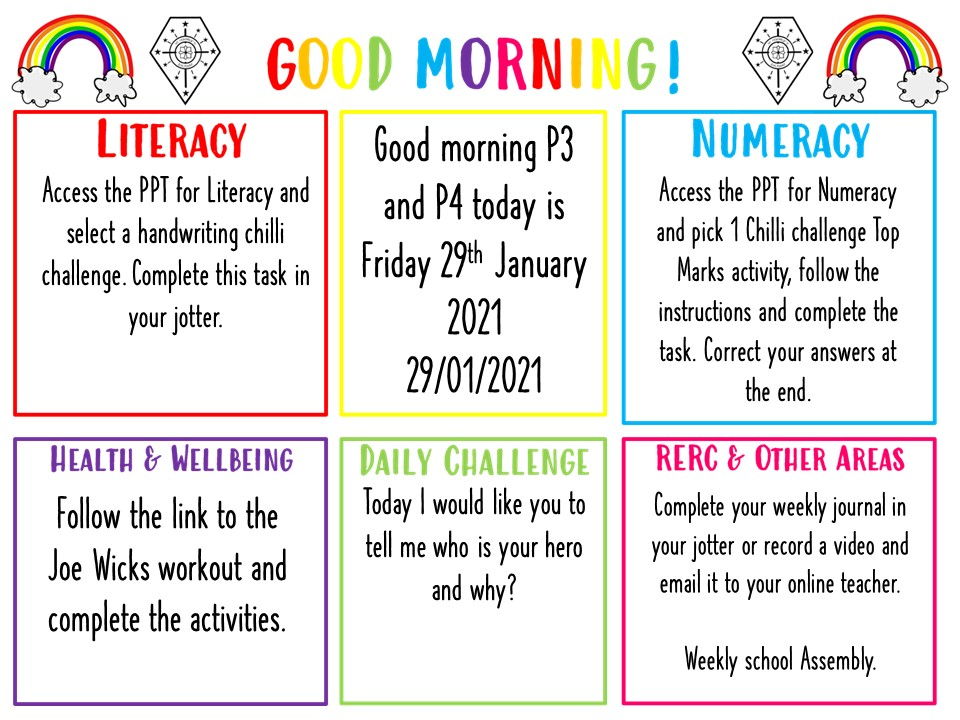 GOOD MORNING!
LITERACY
Access the PPT for Literacy and
select a handwriting chilli
challenge. Complete this task in
your jotter.
Good morning P3
and P4 today is
Friday 29th January
2021
29/01/2021
NUMERACY
Access the PPT for Numeracy
and pick 1 Chilli challenge Top
Marks activity, follow the
instructions and complete the
task. Correct your answers at
the end.
HEALTH & WELLBEING
Follow the link to the
Joe Wicks workout and
complete the activities.
DAILY CHALLENGE
Today I would like you to
tell me who is your hero
and why?
RERC & OTHER AREAS
Complete your weekly journal in
your jotter or record a video and
email it to your online teacher.
Weekly school Assembly.